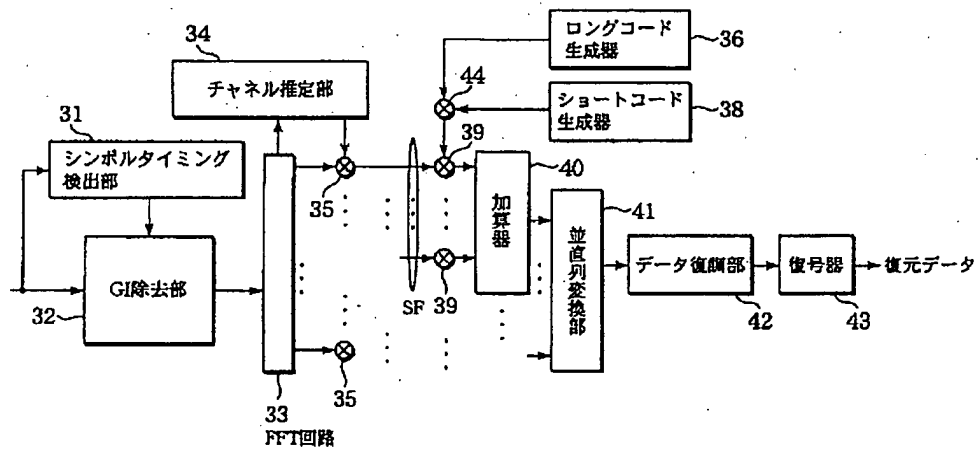 34
チャネル推定部
ロングコード
生成器
36
44
ショートコード
生成器
38
31
シンボルタイミング
検出部
35
39
40
加算器
41
並直列変換部
GI除去部
32
SF
39
データ復調部
42
復号器
43
復元データ
35
33
FFT回路